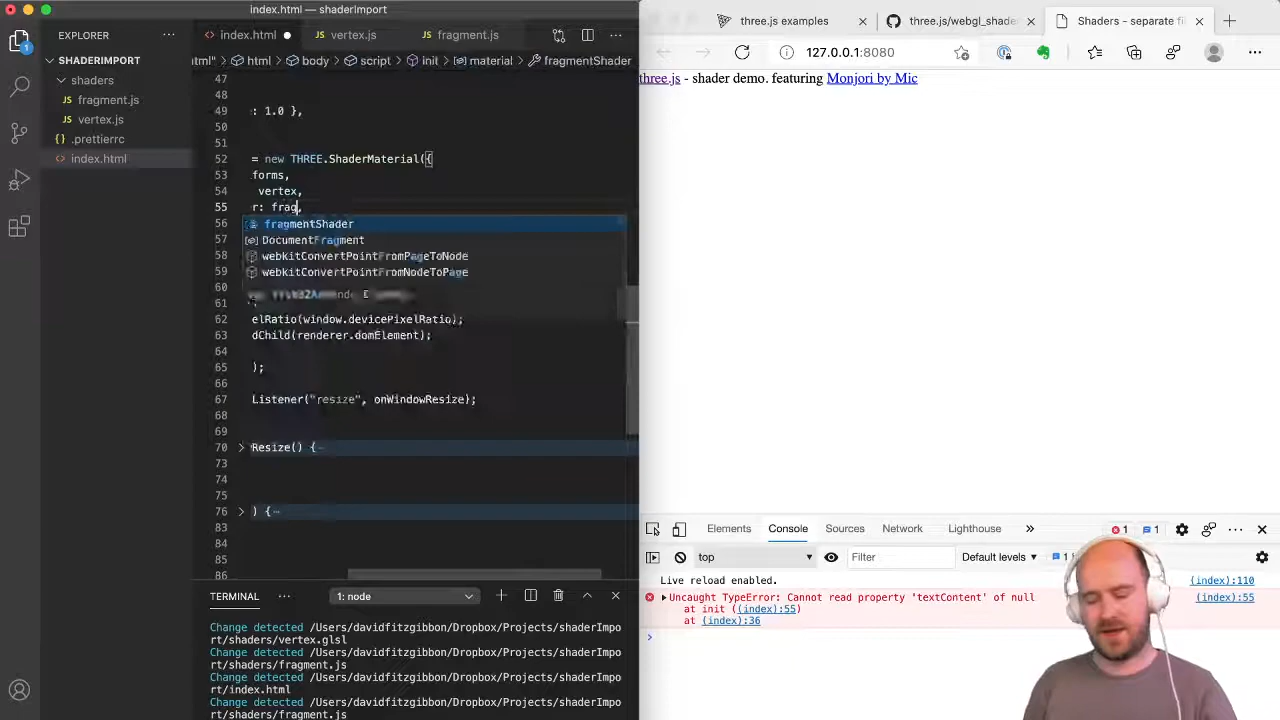 index.html — shaderImport
EXPLORER
SHADERIMPORT
shaders
fragment.js
vertex.js
.prettierrc
index.html
index.html
vertex.js
fragment.js
html
body
script
init
material
fragmentShader
47
48
49 : 1.0 },
50
51
52 = new THREE.ShaderMaterial({
53 forms,
54 vertex,
55 r: frag,
56 fragmentShader
57 DocumentFragment
58 webkitConvertPointFromPageToNode
59 webkitConvertPointFromNodeToPage
60
61
62 elRatio(window.devicePixelRatio);
63 dChild(renderer.domElement);
64
65 );
66
67 Listener("resize", onWindowResize);
68
69
70 Resize() {
73
74
75
76 ) {
83
84
85
86
TERMINAL
1: node
Change detected /Users/davidfitzgibbon/Dropbox/Projects/shaderImpo
rt/shaders/vertex.glsl
Change detected /Users/davidfitzgibbon/Dropbox/Projects/shaderImpo
rt/shaders/fragment.js
Change detected /Users/davidfitzgibbon/Dropbox/Projects/shaderImpo
rt/index.html
Change detected /Users/davidfitzgibbon/Dropbox/Projects/shaderImpo
rt/shaders/fragment.js
three.js examples
three.js/webgl_shade
Shaders - separate fi
127.0.0.1:8080
three.js - shader demo. featuring Monjori by Mic
Elements Console Sources Network Lighthouse
1 1
top Filter Default levels
Live reload enabled. (index):110
Uncaught TypeError: Cannot read property 'textContent' of null (index):55
at init ((index):55)
at (index):36